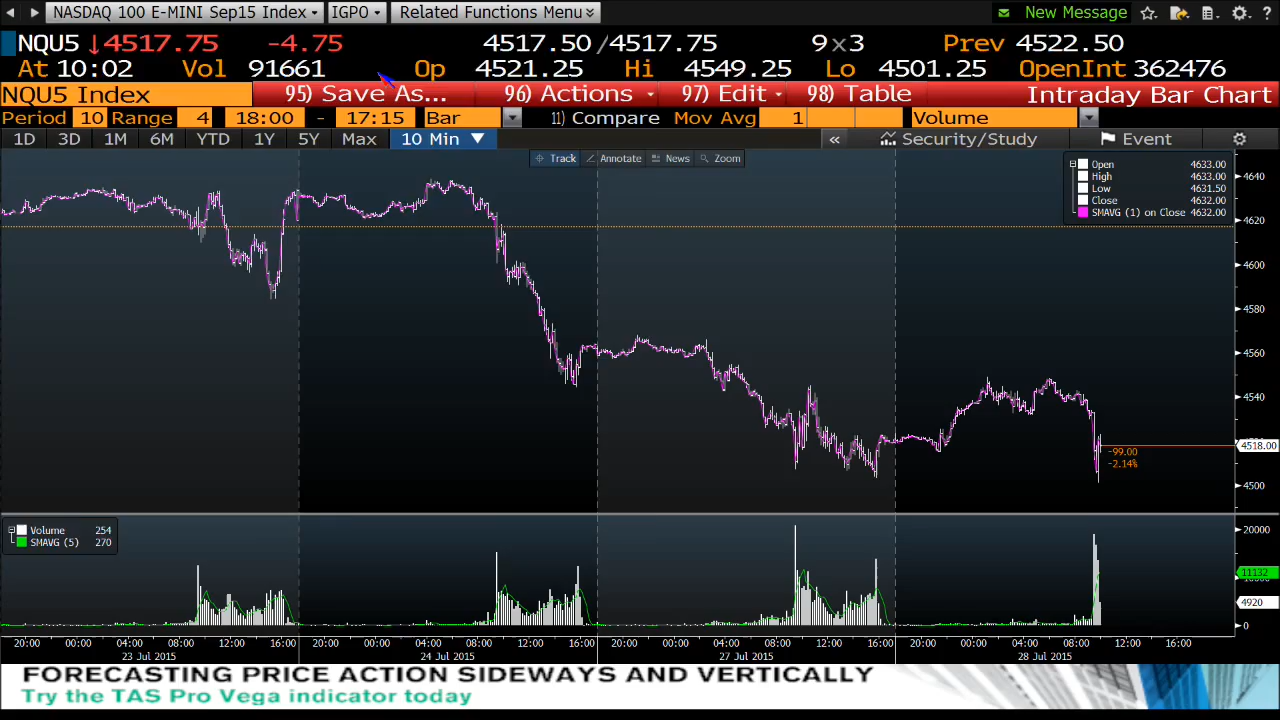 NASDAQ 100 E-MINI Sep15 Index IGPO Related Functions Menu New Message
NQU5 4517.75 -4.75 4517.50/4517.75 9x3 Prev 4522.50
At 10:02 Vol 91661 Op 4521.25 Hi 4549.25 Lo 4501.25 OpenInt 362476
NQU5 Index 95) Save As... 96) Actions 97) Edit 98) Table Intraday Bar Chart
Period 10 Range 4 18:00 - 17:15 Bar 11) Compare Mov Avg 1 Volume
1D 3D 1M 6M YTD 1Y 5Y Max 10 Min « Security/Study Event
Track Annotate News Zoom
Open 4633.00
High 4633.00
Low 4631.50
Close 4632.00
SMAVG (1) on Close 4632.00
4640
4620
4600
4580
4560
4540
4518.00
-99.00
-2.14%
4500
Volume 254
SMAVG (5) 270
20000
11132
4920
0
20:00 00:00 04:00 08:00 12:00 16:00 20:00 00:00 04:00 08:00 12:00 16:00 20:00 00:00 04:00 08:00 12:00 16:00 20:00 00:00 04:00 08:00 12:00 16:00
23 Jul 2015 24 Jul 2015 27 Jul 2015 28 Jul 2015
FORECASTING PRICE ACTION SIDEWAYS AND VERTICALLY
Try the TAS Pro Vega indicator today